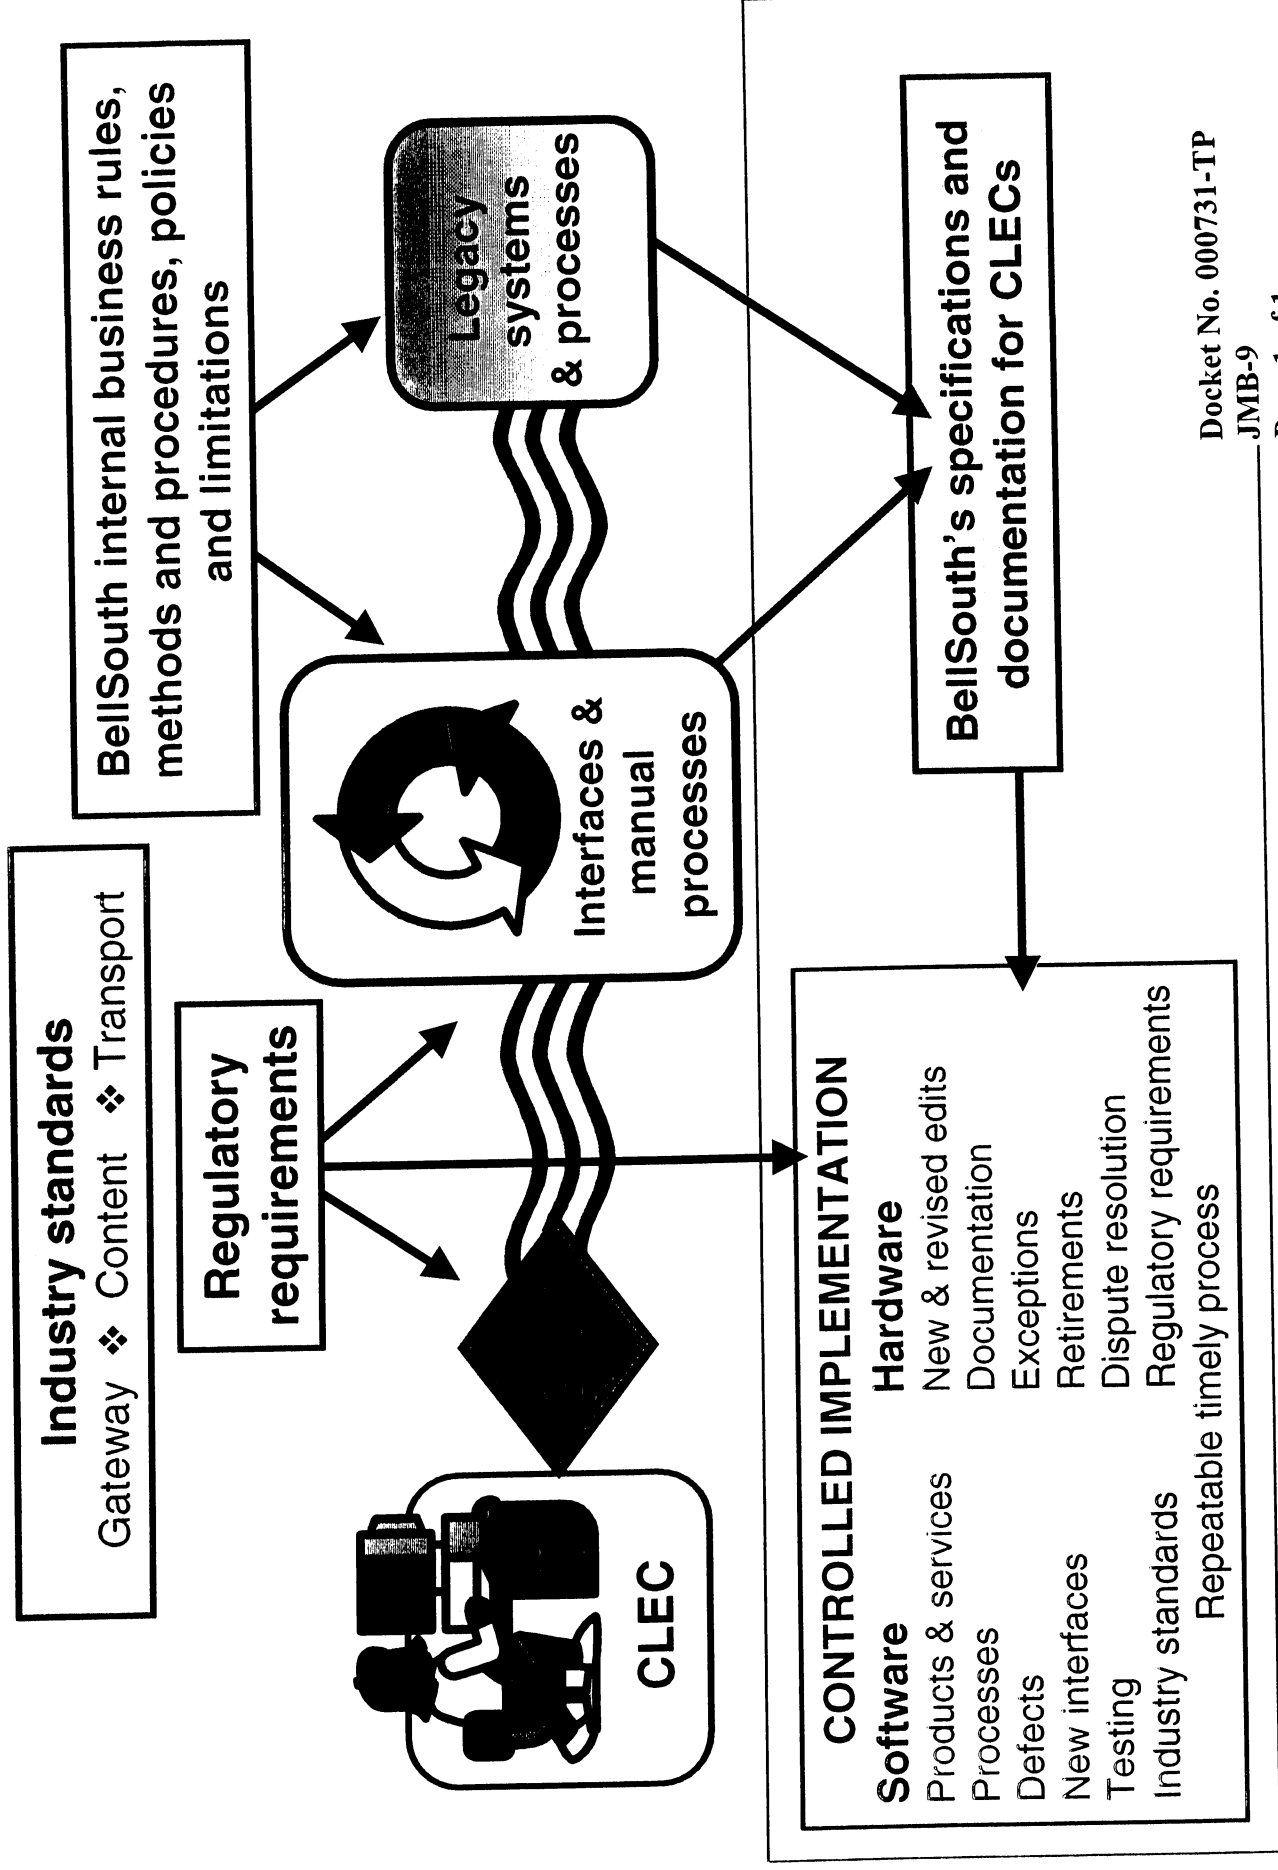 Industry standards
Gateway ❖ Content ❖ Transport
BellSouth internal business rules,
methods and procedures, policies
and limitations
Regulatory
requirements
CLEC
Interfaces &
manual
processes
Legacy
systems
& processes
CONTROLLED IMPLEMENTATION
Software
Products & services
Processes
Defects
New interfaces
Testing
Industry standards
Hardware
New & revised edits
Documentation
Exceptions
Retirements
Dispute resolution
Regulatory requirements
Repeatable timely process
BellSouth's specifications and
documentation for CLECs
Docket No. 000731-TP
JMB-9